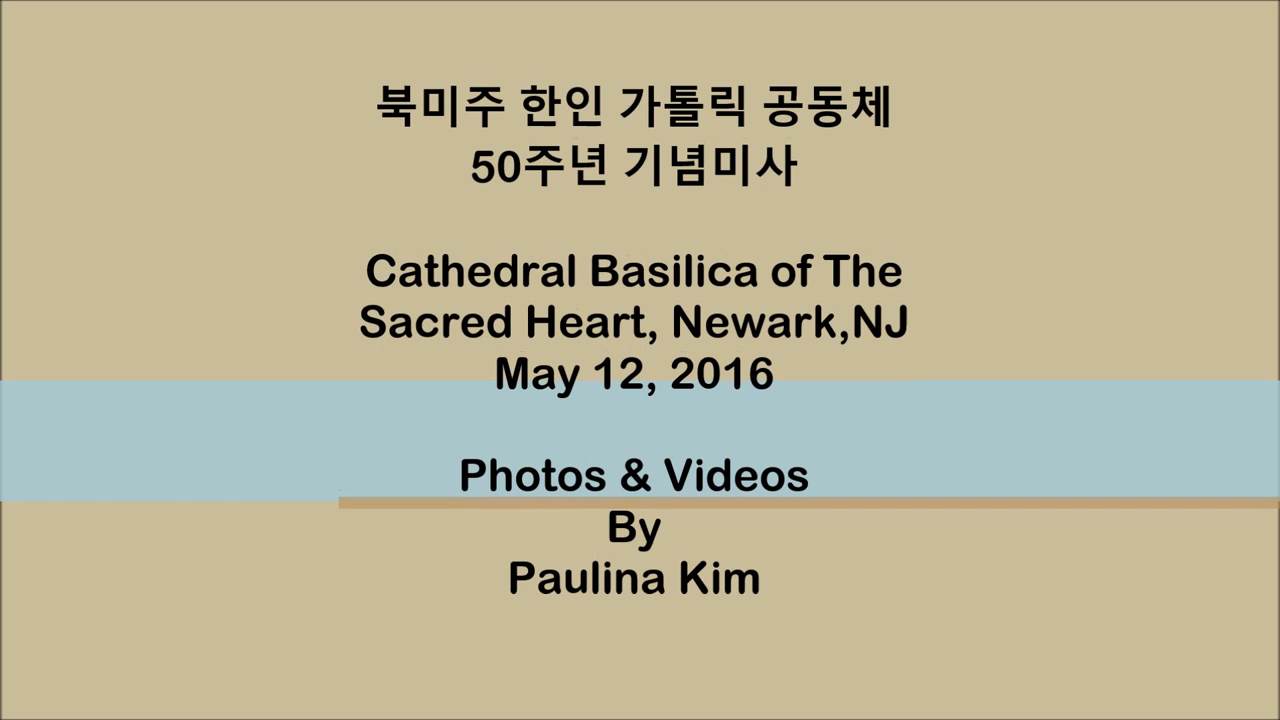 북미주 한인 가톨릭 공동체
50주년 기념미사
Cathedral Basilica of The
Sacred Heart, Newark,NJ
May 12, 2016
Photos & Videos
By
Paulina Kim